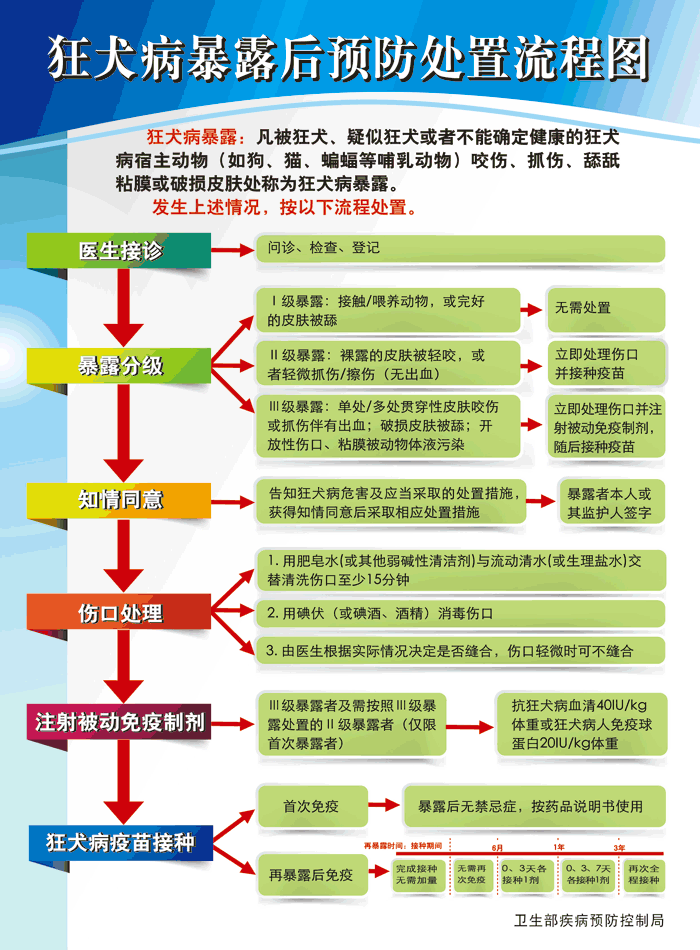 狂犬病暴露后预防处置流程图
狂犬病暴露：凡被狂犬、疑似狂犬或者不能确定健康的狂犬
病宿主动物（如狗、猫、蝙蝠等哺乳动物）咬伤、抓伤、舔舐
粘膜或破损皮肤处称为狂犬病暴露。
发生上述情况，按以下流程处置。
医生接诊
问诊、检查、登记
暴露分级
Ⅰ级暴露：接触/喂养动物，或完好
的皮肤被舔
无需处置
Ⅱ级暴露：裸露的皮肤被轻咬，或
者轻微抓伤/擦伤（无出血）
立即处理伤口
并接种疫苗
Ⅲ级暴露：单处/多处贯穿性皮肤咬伤
或抓伤伴有出血；破损皮肤被舔；开
放性伤口、粘膜被动物体液污染
立即处理伤口并注
射被动免疫制剂，
随后接种疫苗
知情同意
告知狂犬病危害及应当采取的处置措施，
获得知情同意后采取相应处置措施
暴露者本人或
其监护人签字
伤口处理
1. 用肥皂水(或其他弱碱性清洁剂)与流动清水(或生理盐水)交
替清洗伤口至少15分钟
2. 用碘伏（或碘酒、酒精）消毒伤口
3. 由医生根据实际情况决定是否缝合，伤口轻微时可不缝合
注射被动免疫制剂
Ⅲ级暴露者及需按照Ⅲ级暴
露处置的Ⅱ级暴露者（仅限
首次暴露者）
抗狂犬病血清40IU/kg
体重或狂犬病人免疫球
蛋白20IU/kg体重
狂犬病疫苗接种
首次免疫
暴露后无禁忌症，按药品说明书使用
再暴露后免疫
再暴露时间：接种期间
6月
1年
3年
完成接种
无需加量
无需再
次免疫
0、3天各
接种1剂
0、3、7天
各接种1剂
再次全
程接种
卫生部疾病预防控制局